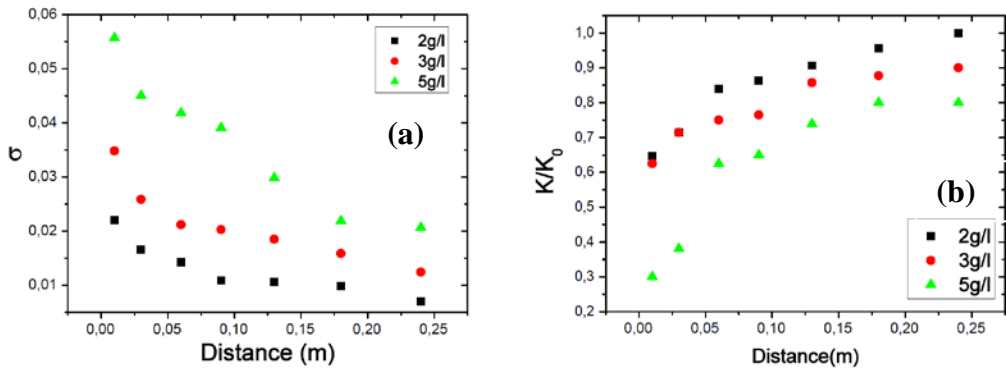 0,06
0,05
0,04
0,03
0,02
0,01
σ
0,00 0,05 0,10 0,15 0,20 0,25
Distance (m)
2g/l
3g/l
5g/l
(a)
1,0
0,9
0,8
0,7
0,6
0,5
0,4
0,3
0,2
K/K₀
0,00 0,05 0,10 0,15 0,20 0,25
Distance(m)
(b)
2g/l
3g/l
5g/l